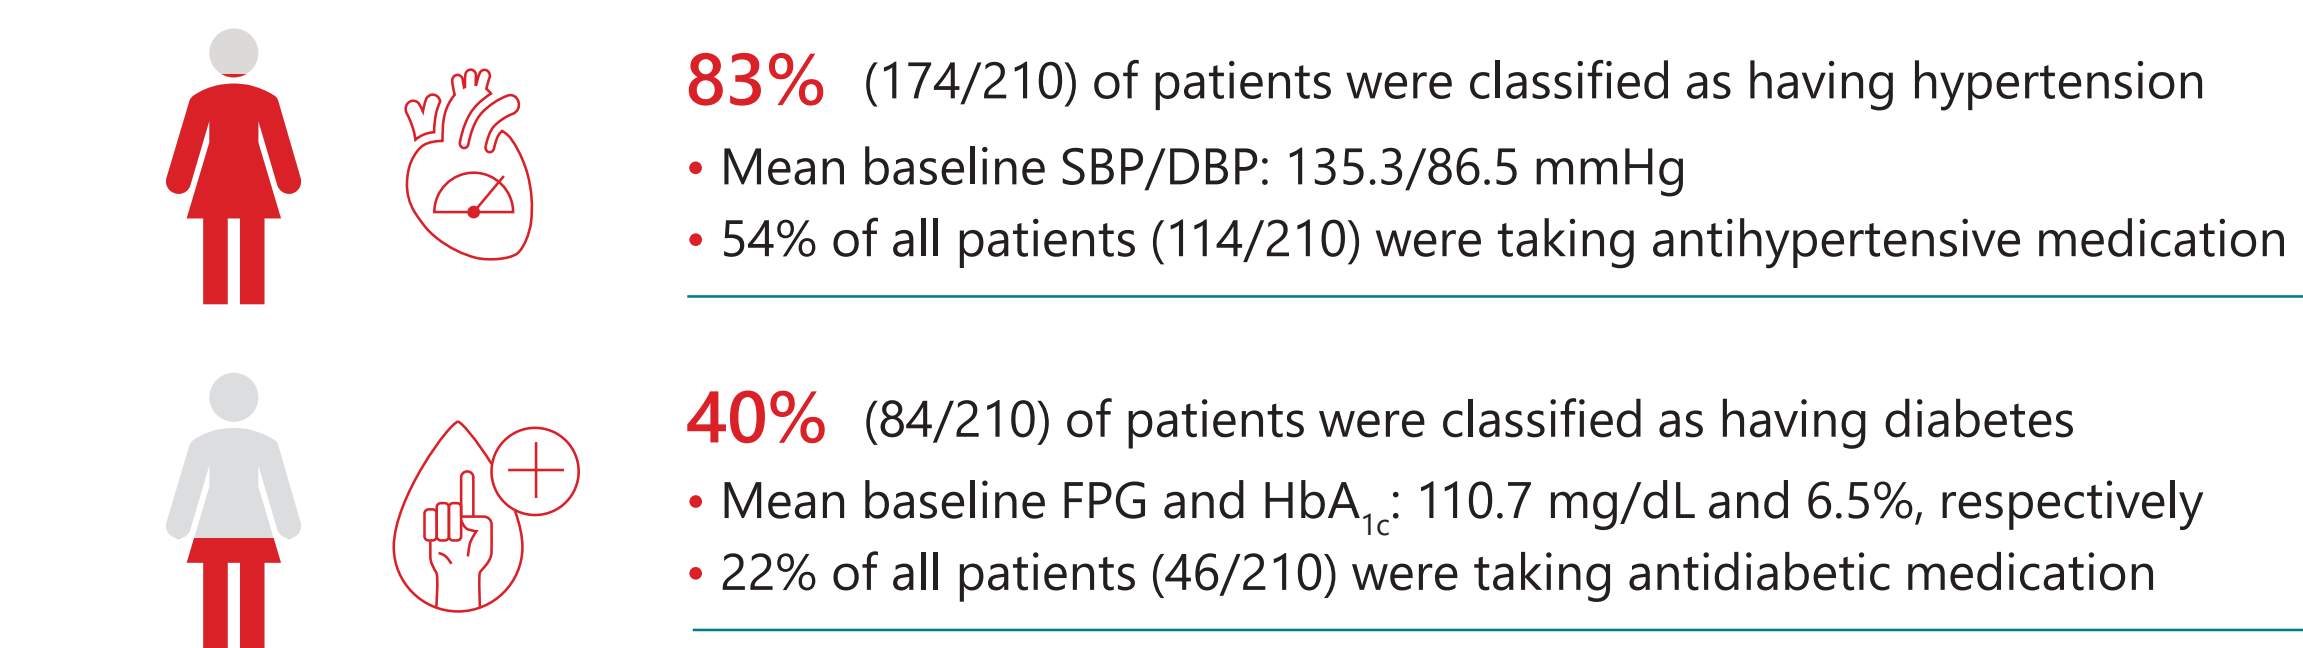 83% (174/210) of patients were classified as having hypertension
• Mean baseline SBP/DBP: 135.3/86.5 mmHg
• 54% of all patients (114/210) were taking antihypertensive medication
40% (84/210) of patients were classified as having diabetes
• Mean baseline FPG and HbA1c: 110.7 mg/dL and 6.5%, respectively
• 22% of all patients (46/210) were taking antidiabetic medication